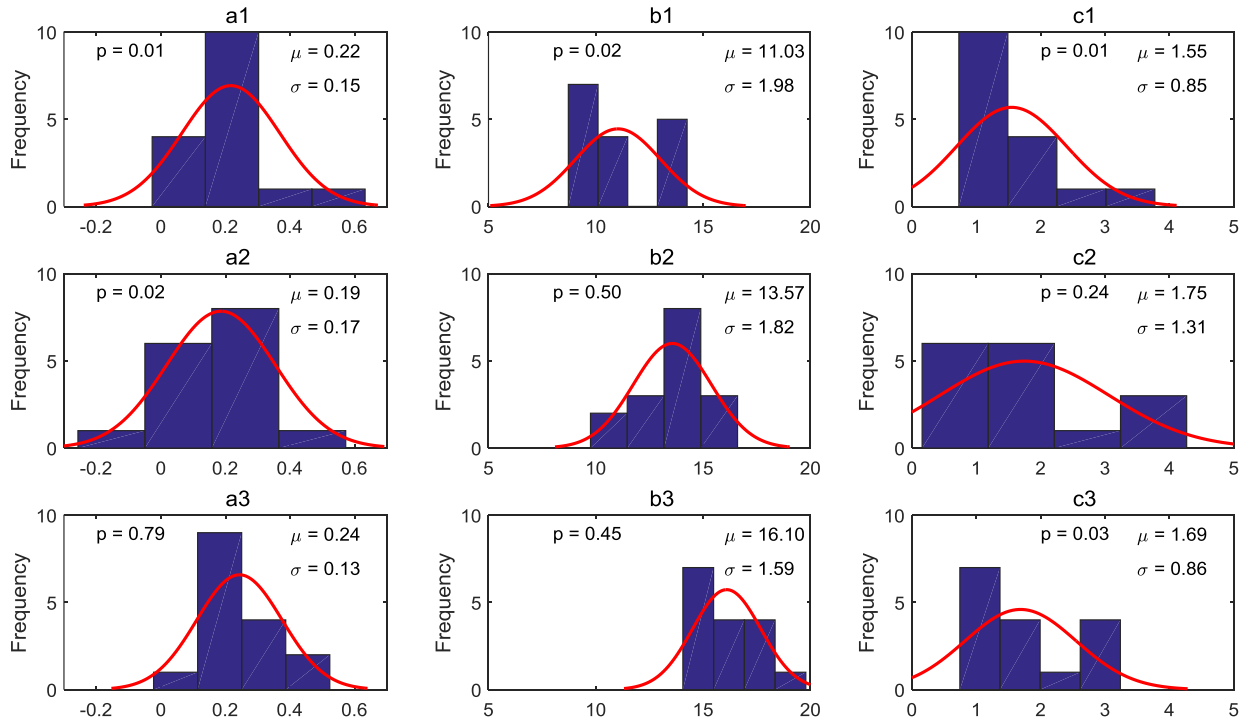 a1
p = 0.01
μ = 0.22
σ = 0.15
Frequency
10
5
0
-0.2 0 0.2 0.4 0.6
b1
p = 0.02
μ = 11.03
σ = 1.98
Frequency
10
5
0
5 10 15 20
c1
p = 0.01
μ = 1.55
σ = 0.85
Frequency
10
5
0
0 1 2 3 4 5
a2
p = 0.02
μ = 0.19
σ = 0.17
Frequency
10
5
0
-0.2 0 0.2 0.4 0.6
b2
p = 0.50
μ = 13.57
σ = 1.82
Frequency
10
5
0
5 10 15 20
c2
p = 0.24
μ = 1.75
σ = 1.31
Frequency
10
5
0
0 1 2 3 4 5
a3
p = 0.79
μ = 0.24
σ = 0.13
Frequency
10
5
0
-0.2 0 0.2 0.4 0.6
b3
p = 0.45
μ = 16.10
σ = 1.59
Frequency
10
5
0
5 10 15 20
c3
p = 0.03
μ = 1.69
σ = 0.86
Frequency
10
5
0
0 1 2 3 4 5